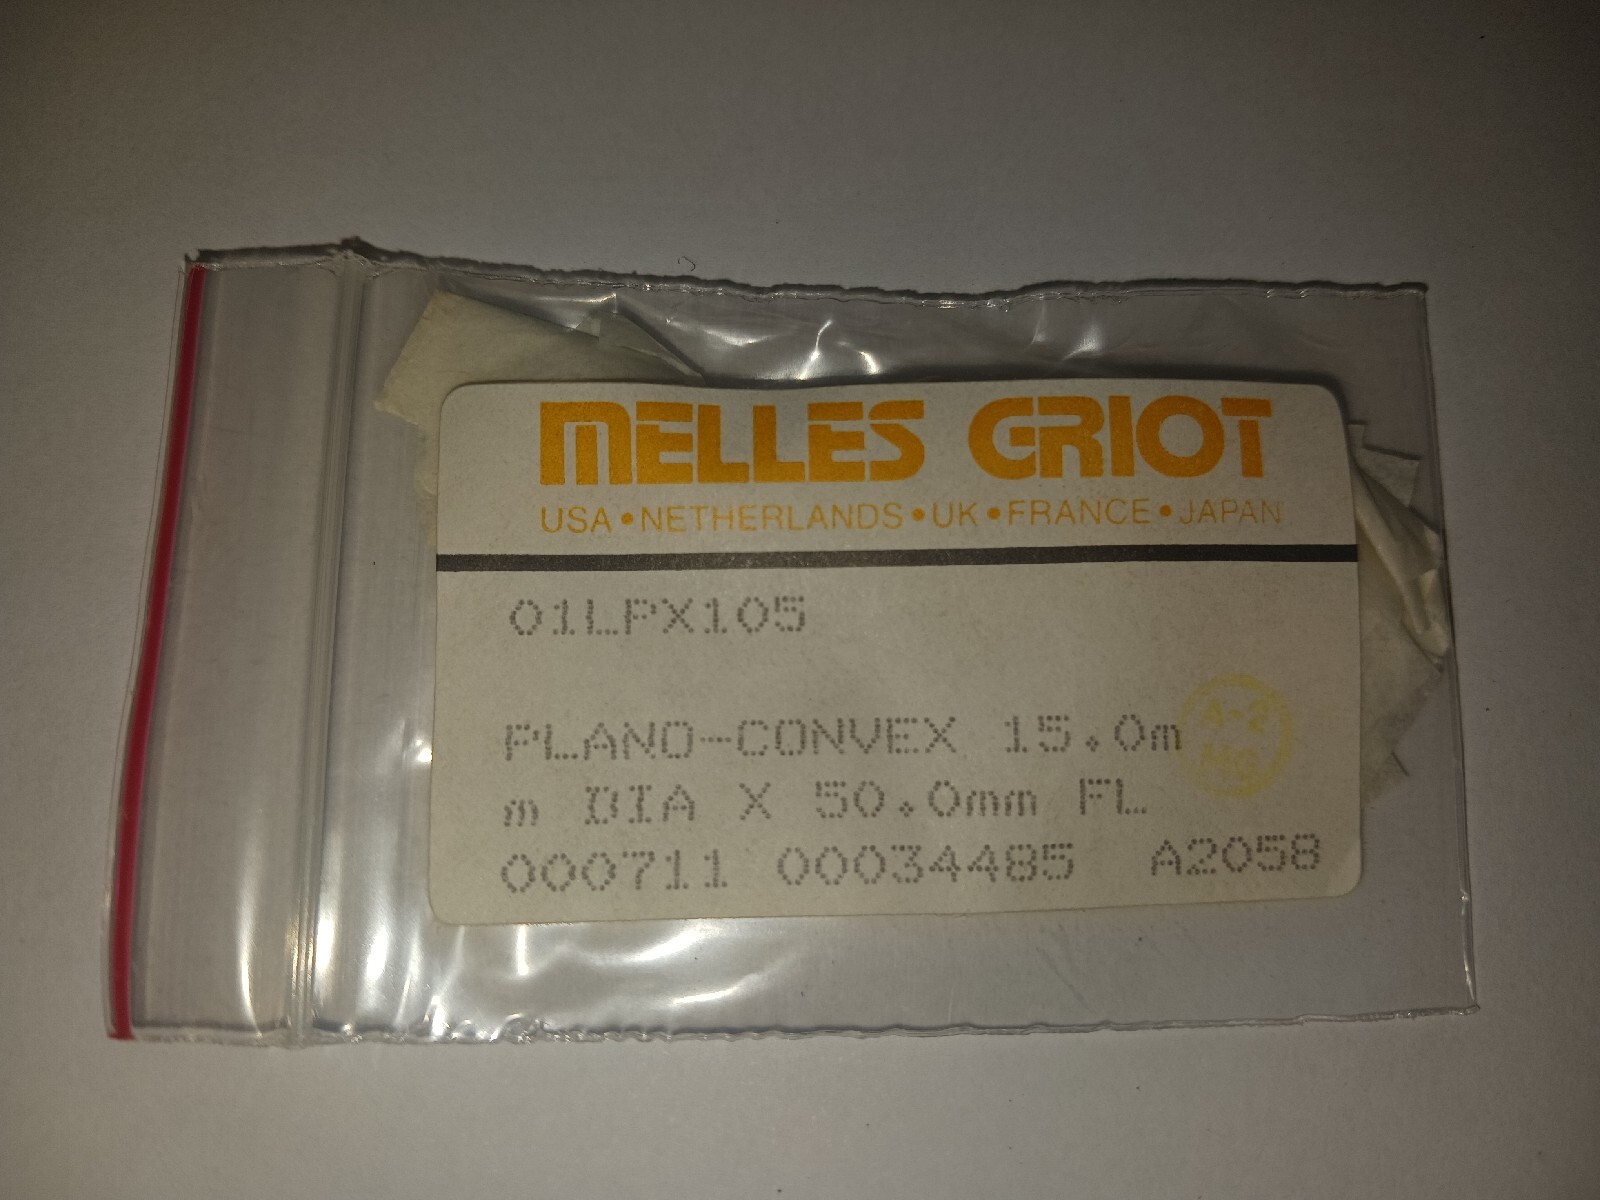 MELLES GRIOT
USA • NETHERLANDS • UK • FRANCE • JAPAN
01LPX105
PLANO-CONVEX 15.0m
m DIA X 50.0mm FL
000711 00034485 A2058
A-2